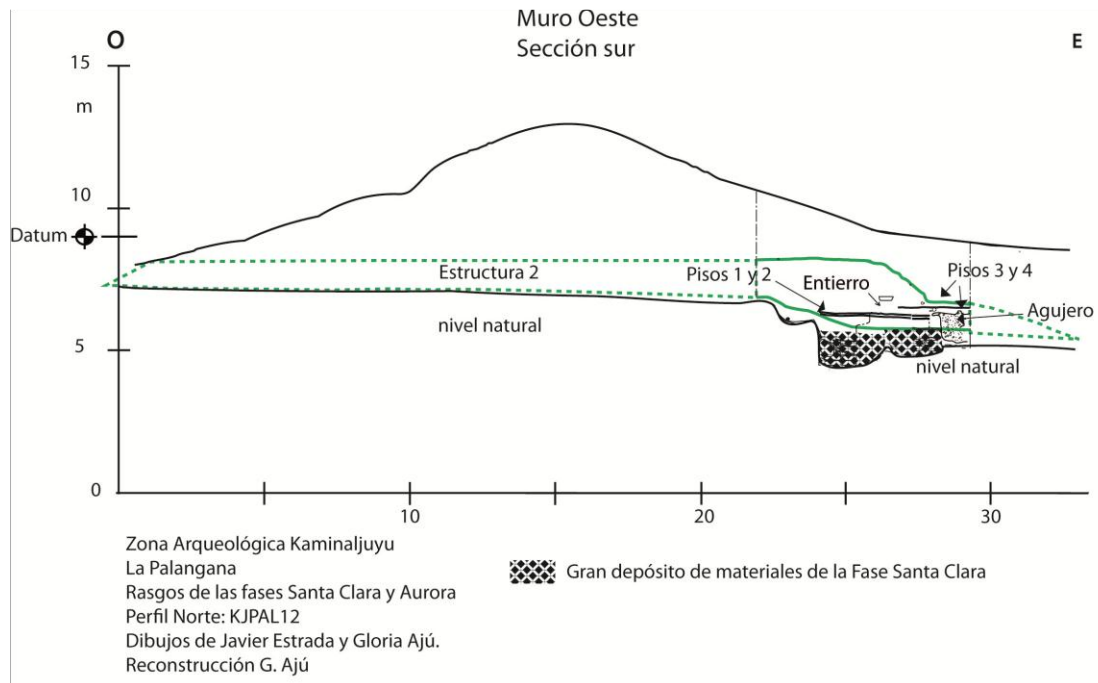 Muro Oeste
Sección sur
O
E
15
m
10
Datum
Estructura 2
Pisos 1 y 2
Entierro
Pisos 3 y 4
Agujero
nivel natural
5
nivel natural
0
10
20
30
Zona Arqueológica Kaminaljuyu
La Palangana
Rasgos de las fases Santa Clara y Aurora
Perfil Norte: KJPAL12
Dibujos de Javier Estrada y Gloria Ajú.
Reconstrucción G. Ajú
Gran depósito de materiales de la Fase Santa Clara